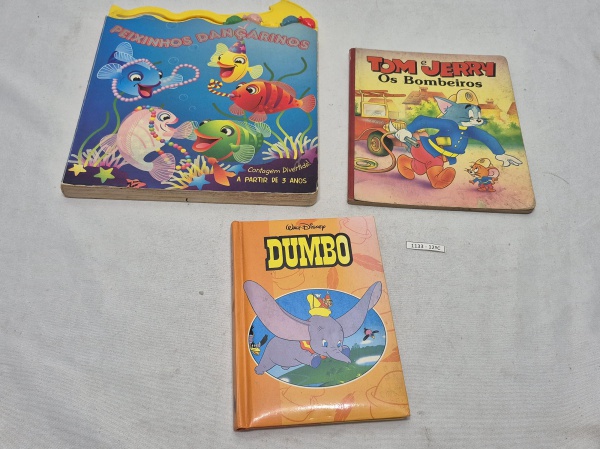 PEIXINHOS DANÇARINOS
Contagem Divertida
A PARTIR DE 3 ANOS
TOM e JERRY
Os Bombeiros
WALT DISNEY
DUMBO